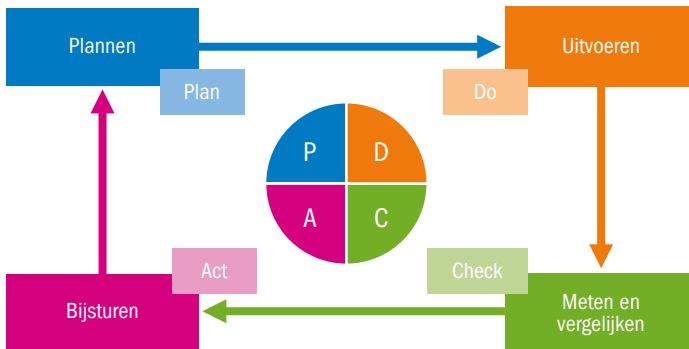 Plannen
Uitvoeren
Plan
Do
P
D
A
C
Act
Check
Bijsturen
Meten en
vergelijken